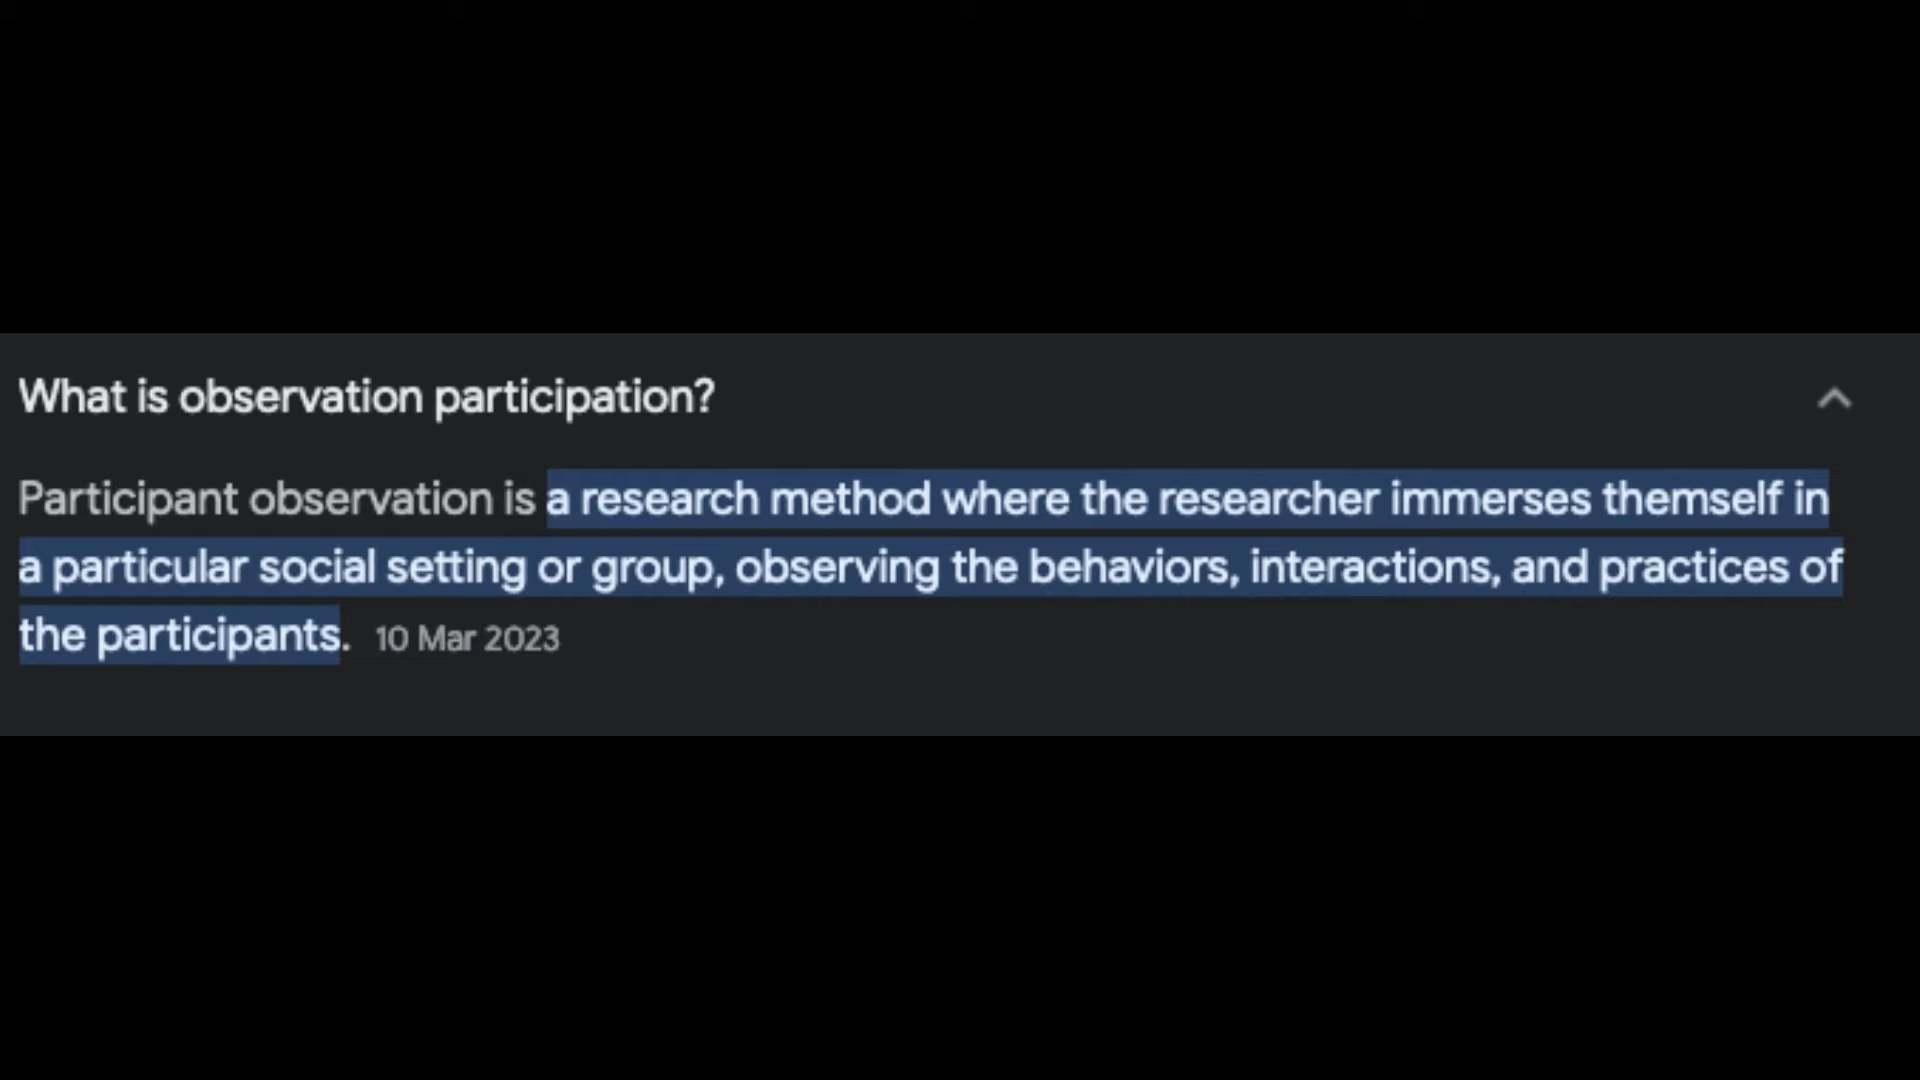 What is observation participation?
Participant observation is a research method where the researcher immerses themself in
a particular social setting or group, observing the behaviors, interactions, and practices of
the participants. 10 Mar 2023